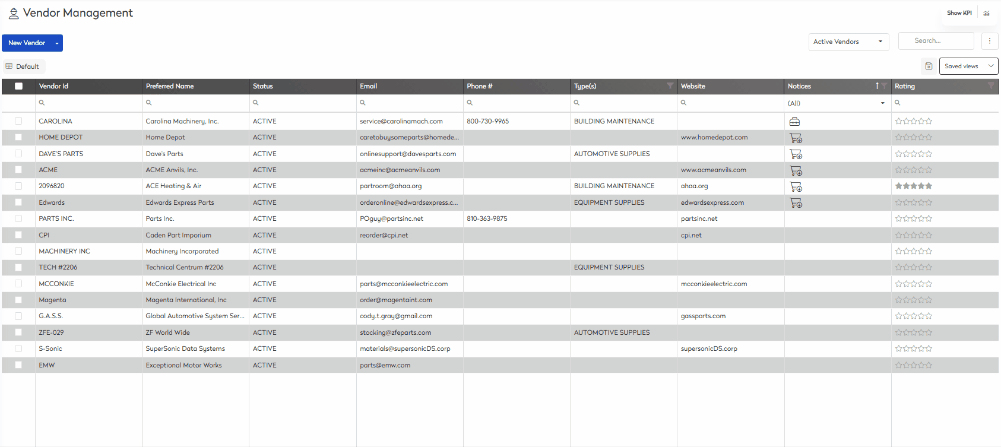 Vendor Management
Show KPI
New Vendor
Active Vendors
Search...
Default
Saved views
Vendor Id Preferred Name Status Email Phone # Type(s) Website Notices Rating
(All)
CAROLINA Carolina Machinery, Inc. ACTIVE service@carolinamach.com 800-730-9965 BUILDING MAINTENANCE
HOME DEPOT Home Depot ACTIVE caretobuysomeparts@homede... www.homedepot.com
DAVE'S PARTS Dave's Parts ACTIVE onlinesupport@davesparts.com AUTOMOTIVE SUPPLIES
ACME ACME Anvils, Inc. ACTIVE acmeinc@acmeanvils.com www.acmeanvils.com
2096820 ACE Heating & Air ACTIVE partroom@ahaa.org BUILDING MAINTENANCE ahaa.org
Edwards Edwards Express Parts ACTIVE orderonline@edwardsexpress.c... EQUIPMENT SUPPLIES edwardsexpress.com
PARTS INC. Parts Inc. ACTIVE POguy@partsinc.net 810-363-9875 partsinc.net
CPI Caden Part Imporium ACTIVE reorder@cpi.net cpi.net
MACHINERY INC Machinery Incorporated ACTIVE
TECH #2206 Technical Centrum #2206 ACTIVE EQUIPMENT SUPPLIES
MCCONKIE McConkie Electrical Inc ACTIVE parts@mcconkieelectric.com mcconkieelectric.com
Magenta Magenta International, Inc ACTIVE order@magentaint.com
G.A.S.S. Global Automotive System Ser... ACTIVE cody.t.gray@gmail.com gassparts.com
ZFE-029 ZF World Wide ACTIVE stocking@zfeparts.com AUTOMOTIVE SUPPLIES
S-Sonic SuperSonic Data Systems ACTIVE materials@supersonicDS.corp supersonicDS.corp
EMW Exceptional Motor Works ACTIVE parts@emw.com